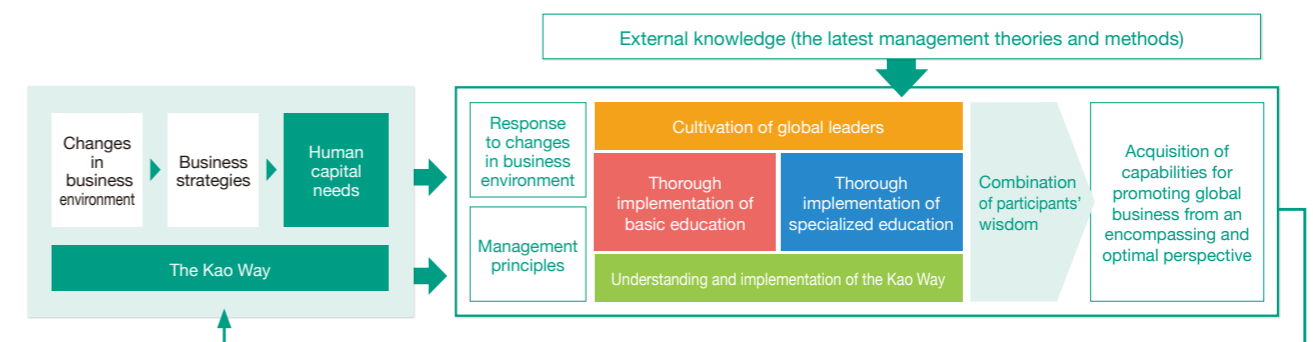 External knowledge (the latest management theories and methods)
Changes
in
business
environment
Business
strategies
Human
capital
needs
The Kao Way
Response
to changes
in business
environment
Management
principles
Cultivation of global leaders
Thorough
implementation of
basic education
Thorough
implementation of
specialized education
Understanding and implementation of the Kao Way
Combination
of participants'
wisdom
Acquisition of
capabilities for
promoting global
business from an
encompassing and
optimal perspective